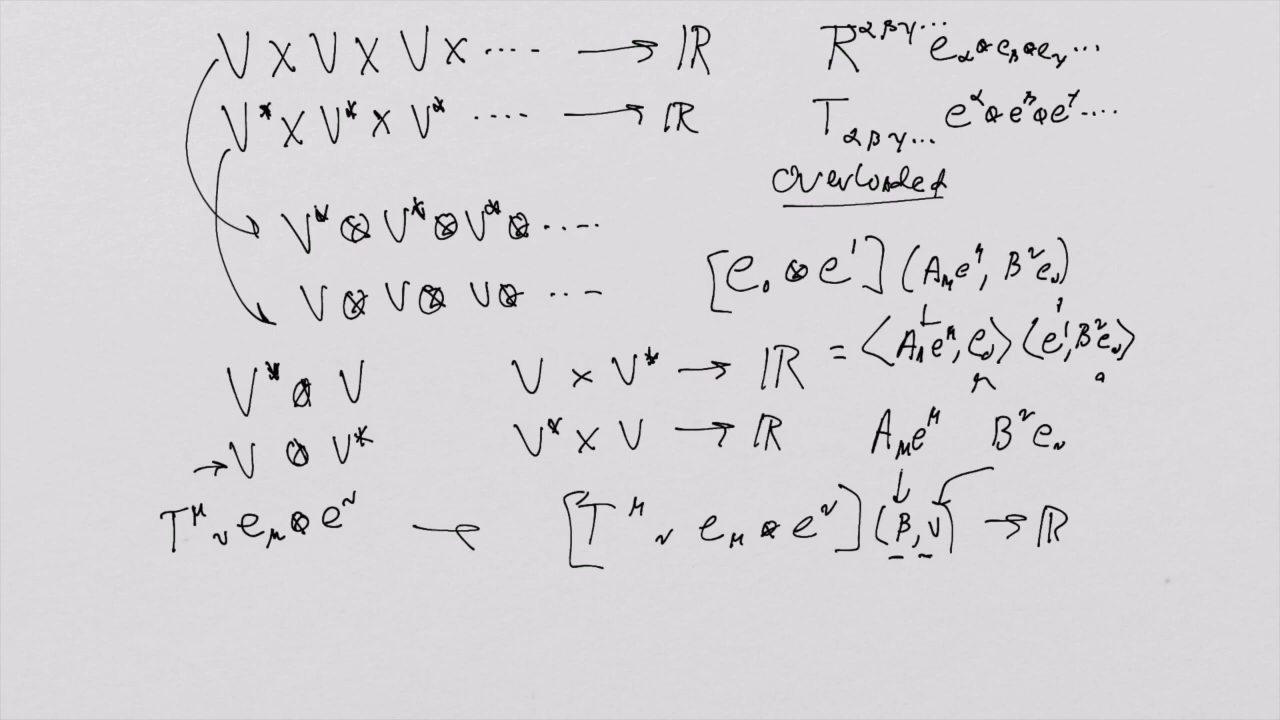 V × V × V × ···· → ℝ R^{αβγ···} e_α ⊗ e_β ⊗ e_γ ···
V* × V* × V* ···· → ℝ T_{αβγ···} e^α ⊗ e^β ⊗ e^γ ····
overloaded
V* ⊗ V* ⊗ V* ⊗ ····
[e_0 ⊗ e^1] (A_μ e^μ, B^ν e_ν)
V ⊗ V ⊗ V ⊗ ···
= ⟨A_μ e^μ, e_0⟩ ⟨e^1, B^ν e_ν⟩
V* ⊗ V V × V* → ℝ
→ V ⊗ V* V* × V → ℝ A_μ e^μ B^ν e_ν
T^μ_ν e_μ ⊗ e^ν → [T^μ_ν e_μ ⊗ e^ν] (β, v) → ℝ